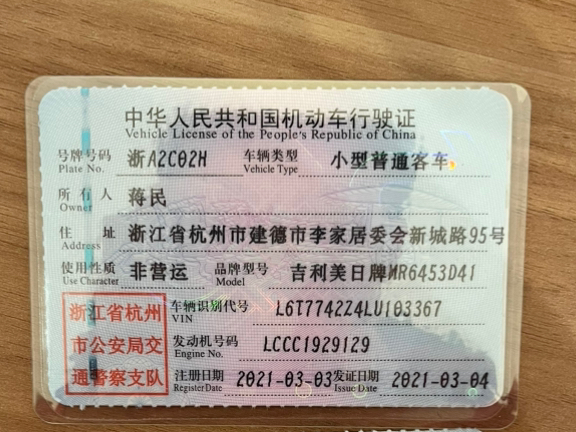 中华人民共和国机动车行驶证
Vehicle License of the People's Republic of China
号牌号码 浙A2C02H 车辆类型 小型普通客车
Plate No. Vehicle Type
所有人 蒋民
Owner
住址 浙江省杭州市建德市李家居委会新城路95号
Address
使用性质 非营运 品牌型号 吉利美日牌MR6453D41
Use Character Model
浙江省杭州
市公安局交
通警察支队
车辆识别代号 L6T7742Z4LU103367
VIN
发动机号码 LCCC1929129
Engine No.
注册日期 2021-03-03 发证日期 2021-03-04
Register Date Issue Date